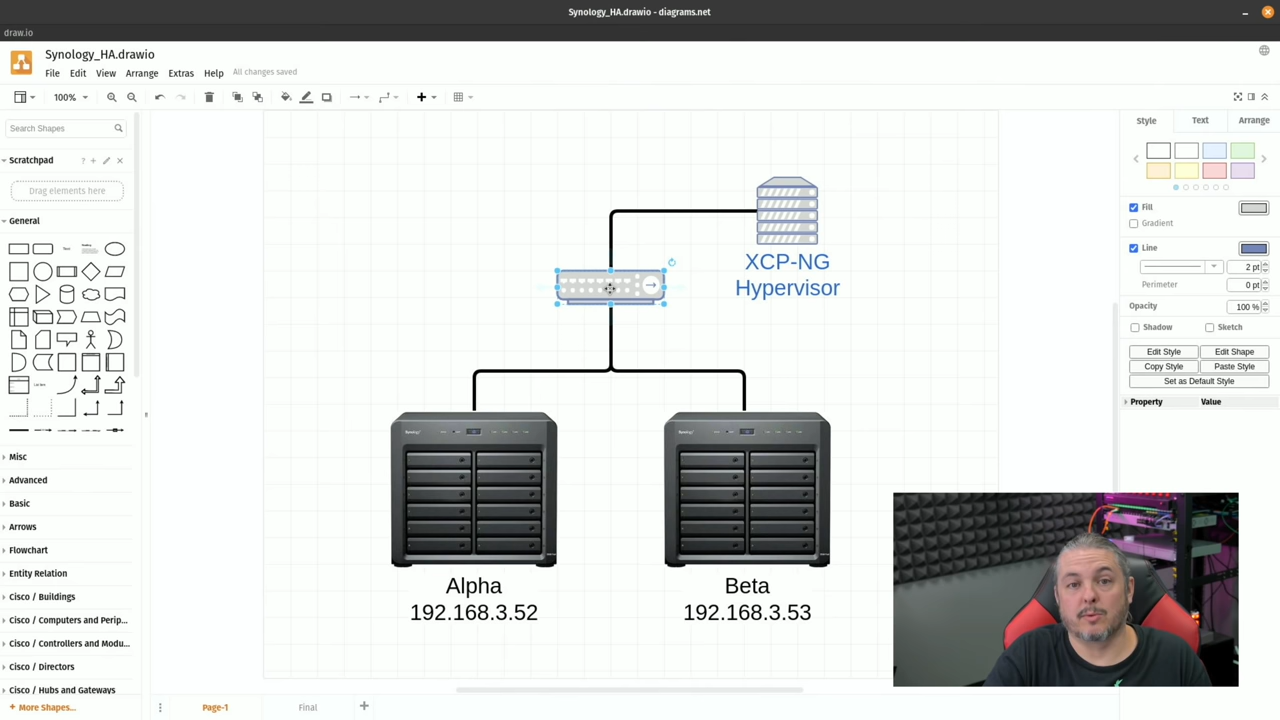 Synology_HA.drawio - diagrams.net
draw.io
Synology_HA.drawio
File Edit View Arrange Extras Help All changes saved
100%
Search Shapes
Scratchpad
Drag elements here
General
Text
Misc
Advanced
Basic
Arrows
Flowchart
Entity Relation
Cisco / Buildings
Cisco / Computers and Perip...
Cisco / Controllers and Modu...
Cisco / Directors
Cisco / Hubs and Gateways
+ More Shapes...
XCP-NG
Hypervisor
Synology
Synology
Alpha
192.168.3.52
Beta
192.168.3.53
Page-1
Final
Style Text Arrange
Fill
Gradient
Line
2 pt
Perimeter 0 pt
Opacity 100 %
Shadow Sketch
Edit Style Edit Shape
Copy Style Paste Style
Set as Default Style
Property Value